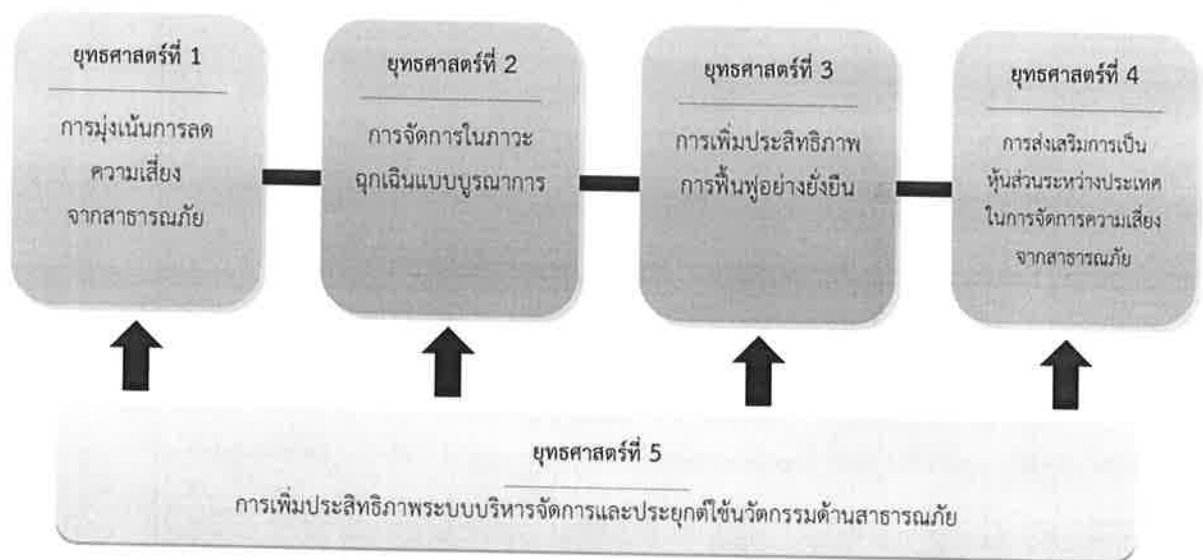 ยุทธศาสตร์ที่ 1
การมุ่งเน้นการลด
ความเสี่ยง
จากสาธารณภัย
ยุทธศาสตร์ที่ 2
การจัดการในภาวะ
ฉุกเฉินแบบบูรณาการ
ยุทธศาสตร์ที่ 3
การเพิ่มประสิทธิภาพ
การฟื้นฟูอย่างยั่งยืน
ยุทธศาสตร์ที่ 4
การส่งเสริมการเป็น
หุ้นส่วนระหว่างประเทศ
ในการจัดการความเสี่ยง
จากสาธารณภัย
ยุทธศาสตร์ที่ 5
การเพิ่มประสิทธิภาพระบบบริหารจัดการและประยุกต์ใช้นวัตกรรมด้านสาธารณภัย